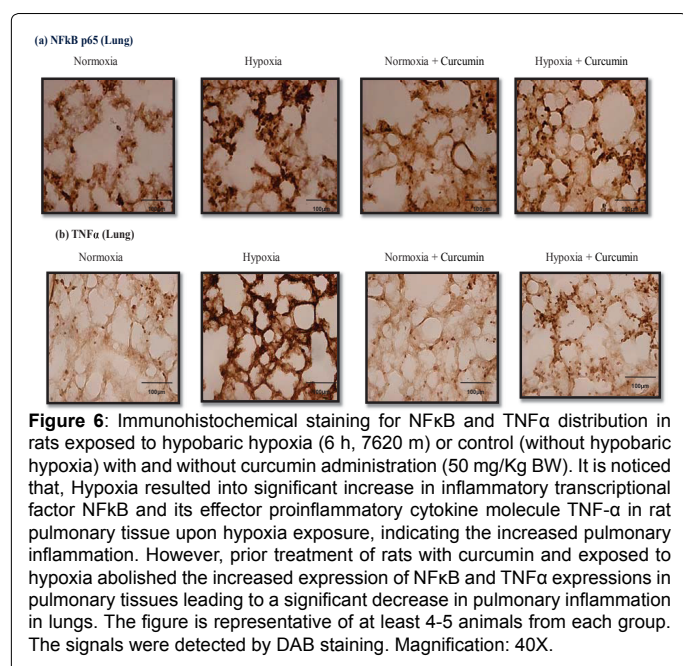 (a) NFkB p65 (Lung)
Normoxia Hypoxia Normoxia + Curcumin Hypoxia + Curcumin
100µm 100µm 100µm 100µm
(b) TNFα (Lung)
Normoxia Hypoxia Normoxia + Curcumin Hypoxia + Curcumin
100µm 100µm 100µm 100µm
Figure 6: Immunohistochemical staining for NFκB and TNFα distribution in
rats exposed to hypobaric hypoxia (6 h, 7620 m) or control (without hypobaric
hypoxia) with and without curcumin administration (50 mg/Kg BW). It is noticed
that, Hypoxia resulted into significant increase in inflammatory transcriptional
factor NFkB and its effector proinflammatory cytokine molecule TNF-α in rat
pulmonary tissue upon hypoxia exposure, indicating the increased pulmonary
inflammation. However, prior treatment of rats with curcumin and exposed to
hypoxia abolished the increased expression of NFκB and TNFα expressions in
pulmonary tissues leading to a significant decrease in pulmonary inflammation
in lungs. The figure is representative of at least 4-5 animals from each group.
The signals were detected by DAB staining. Magnification: 40X.